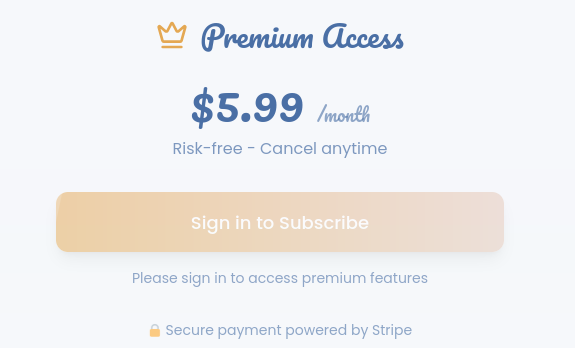 Premium Access
$5.99 /month
Risk-free - Cancel anytime
Sign in to Subscribe
Please sign in to access premium features
Secure payment powered by Stripe